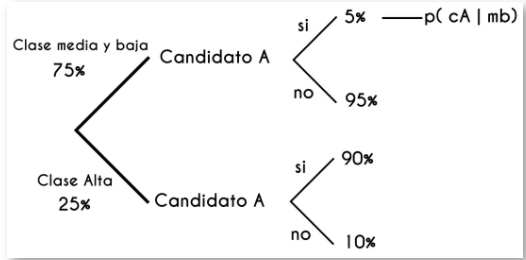 Clase media y baja
75%
Candidato A
si
5%
p( cA | mb)
no
95%
Clase Alta
25%
Candidato A
si
90%
no
10%